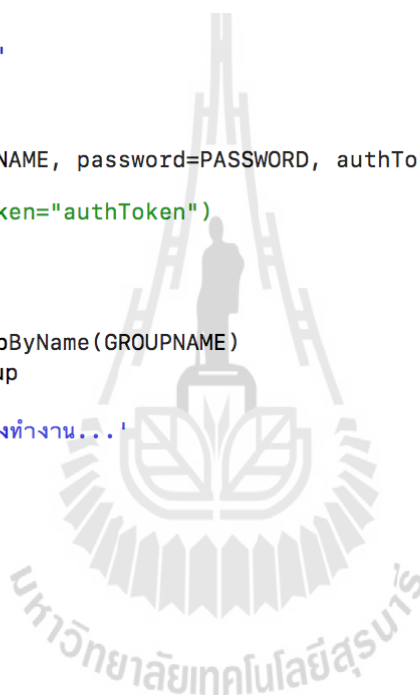 '
NAME, password=PASSWORD, authTo
ken="authToken")
pByName(GROUPNAME)
up
งทำงาน...'
มหาวิทยาลัยเทคโนโลยีสุรนารี